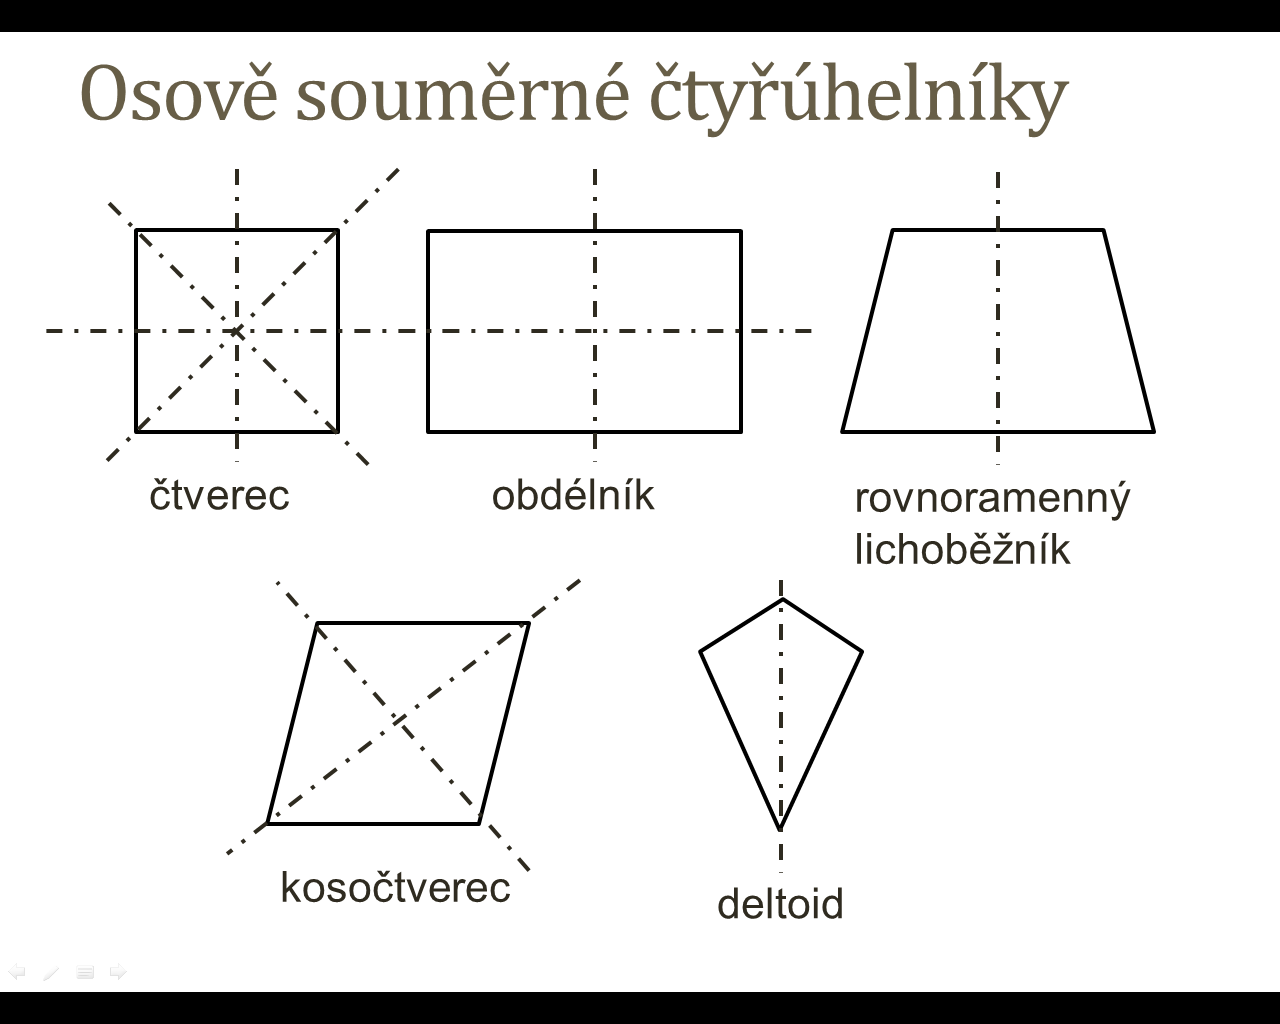 Osově souměrné čtyřúhelníky
čtverec
obdélník
rovnoramenný
lichoběžník
kosočtverec
deltoid